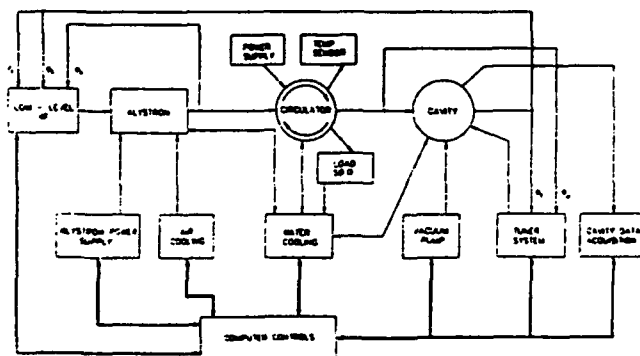 POWER
SUPPLY
TEMP.
SENSOR
LOW - LEVEL
RF
KLYSTRON
CIRCULATOR
CAVITY
LOAD
KLYSTRON POWER
SUPPLY
AIR
COOLING
WATER
COOLING
VACUUM
PUMP
TUNER
SYSTEM
CAVITY DATA
ACQUISITION
COMPUTER CONTROLS